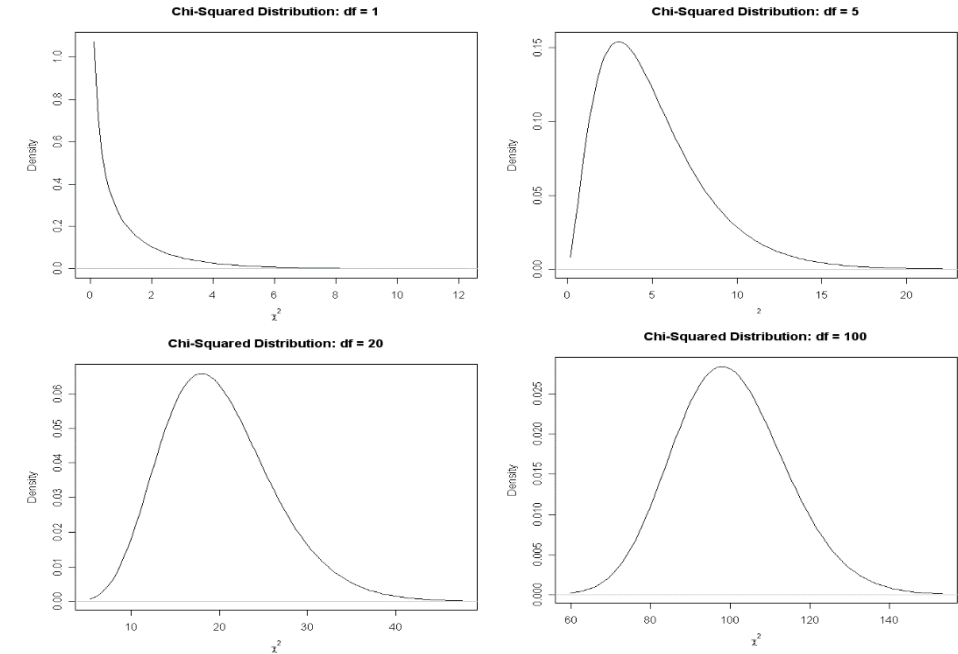 Chi-Squared Distribution: df = 1
Density
0.0 0.2 0.4 0.6 0.8 1.0
0 2 4 6 8 10 12
χ²
Chi-Squared Distribution: df = 5
Density
0.00 0.05 0.10 0.15
0 5 10 15 20
²
Chi-Squared Distribution: df = 20
Density
0.00 0.01 0.02 0.03 0.04 0.05 0.06
10 20 30 40
χ²
Chi-Squared Distribution: df = 100
Density
0.000 0.005 0.010 0.015 0.020 0.025
60 80 100 120 140
χ²